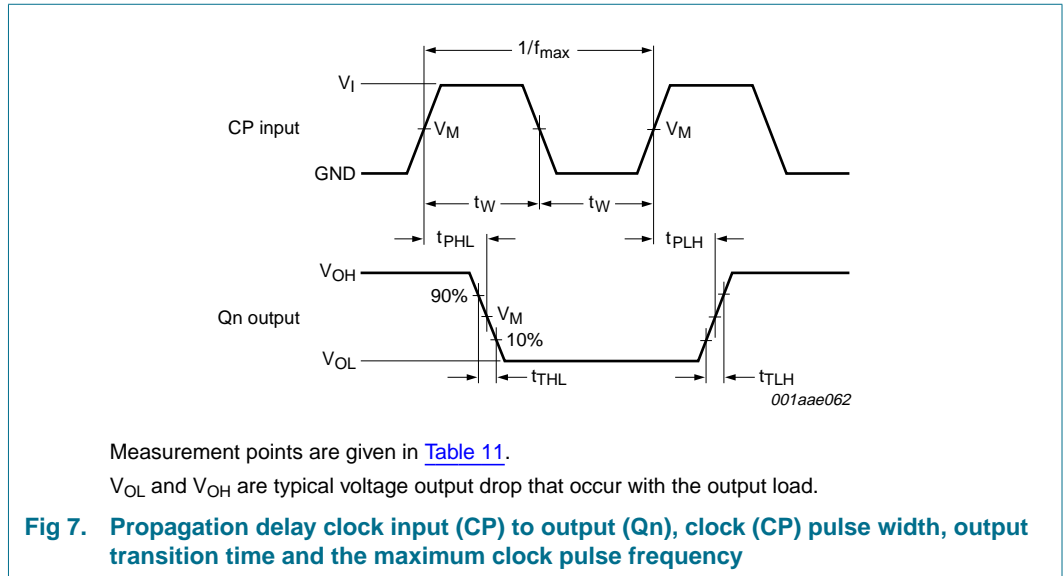 1/fmax
VI
CP input
VM
VM
GND
tW
tW
tPHL
tPLH
VOH
90%
Qn output
VM
10%
VOL
tTHL
tTLH
001aae062
Measurement points are given in Table 11.
VOL and VOH are typical voltage output drop that occur with the output load.
Fig 7. Propagation delay clock input (CP) to output (Qn), clock (CP) pulse width, output
transition time and the maximum clock pulse frequency